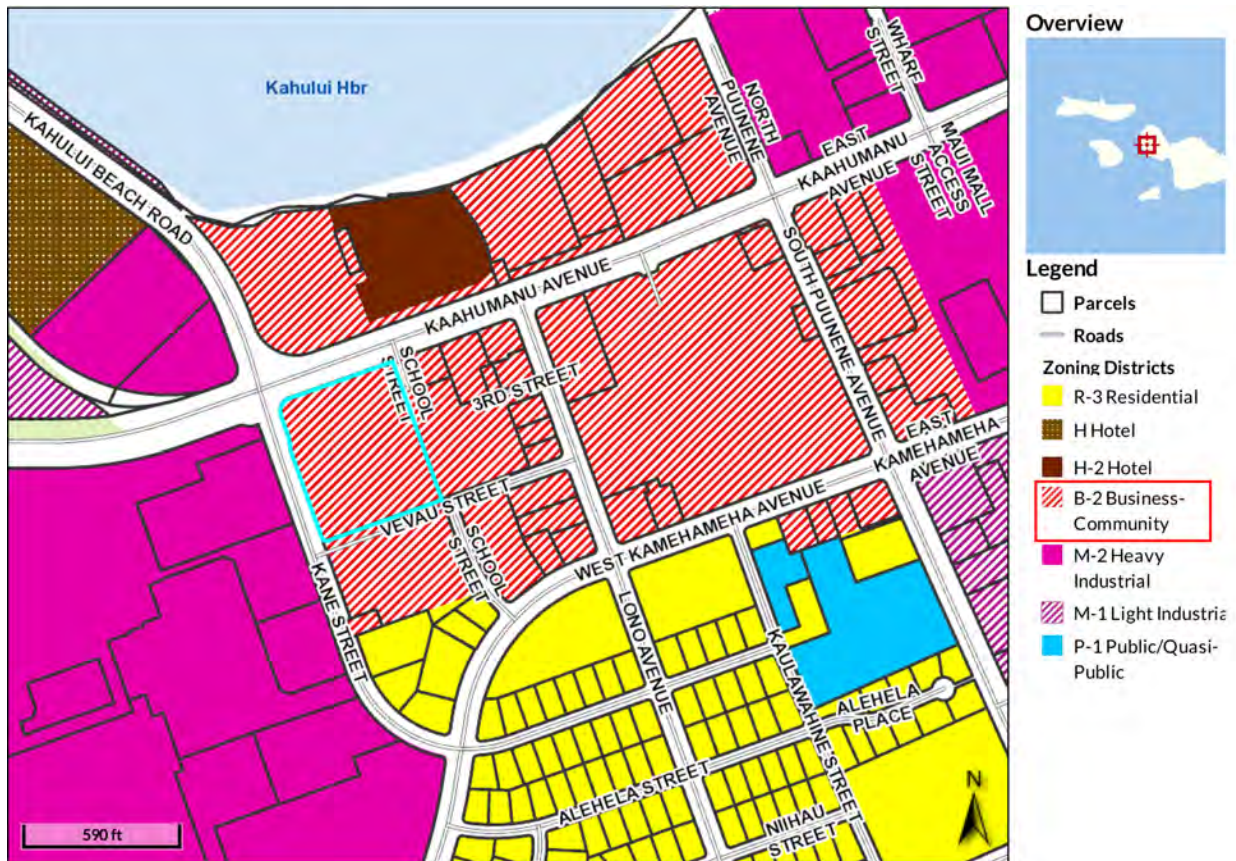 Kahului Hbr
KAHULUI BEACH ROAD
NORTH
PUUNENE
AVENUE
WHARF
STREET
EAST
KAAHUMANU
AVENUE
MAUI MALL
ACCESS
STREET
KAAHUMANU AVENUE
SCHOOL
STREET
3RD STREET
SOUTH PUUNENE AVENUE
EAST
KAMEHAMEHA
AVENUE
VEVAU STREET
SCHOOL
STREET
WEST KAMEHAMEHA AVENUE
KANE STREET
LONO AVENUE
KAULAWAHINE STREET
ALEHELA
PLACE
ALEHELA STREET
NIIHAU
STREET
590 ft
N
Overview
Legend
Parcels
Roads
Zoning Districts
R-3 Residential
H Hotel
H-2 Hotel
B-2 Business-
Community
M-2 Heavy
Industrial
M-1 Light Industria
P-1 Public/Quasi-
Public